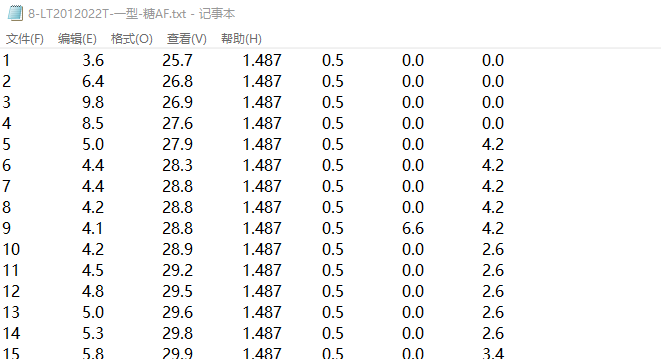 8-LT2012022T-一型-糖AF.txt - 记事本
文件(F) 编辑(E) 格式(O) 查看(V) 帮助(H)
1 3.6 25.7 1.487 0.5 0.0 0.0
2 6.4 26.8 1.487 0.5 0.0 0.0
3 9.8 26.9 1.487 0.5 0.0 0.0
4 8.5 27.6 1.487 0.5 0.0 0.0
5 5.0 27.9 1.487 0.5 0.0 4.2
6 4.4 28.3 1.487 0.5 0.0 4.2
7 4.4 28.8 1.487 0.5 0.0 4.2
8 4.2 28.8 1.487 0.5 0.0 4.2
9 4.1 28.8 1.487 0.5 6.6 4.2
10 4.2 28.9 1.487 0.5 0.0 2.6
11 4.5 29.2 1.487 0.5 0.0 2.6
12 4.8 29.5 1.487 0.5 0.0 2.6
13 5.0 29.6 1.487 0.5 0.0 2.6
14 5.3 29.8 1.487 0.5 0.0 2.6
15 5.8 29.9 1.487 0.5 0.0 3.4